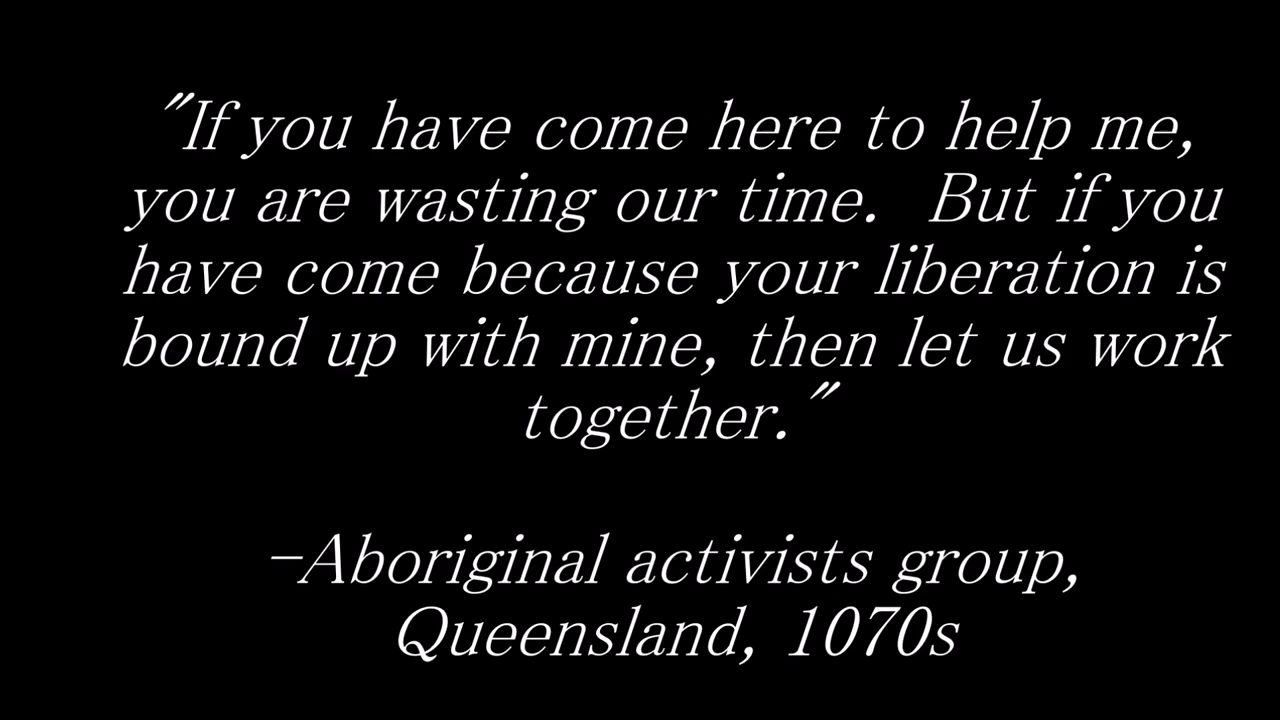 "If you have come here to help me,
you are wasting our time.  But if you
have come because your liberation is
bound up with mine, then let us work
together."
-Aboriginal activists group,
Queensland, 1070s